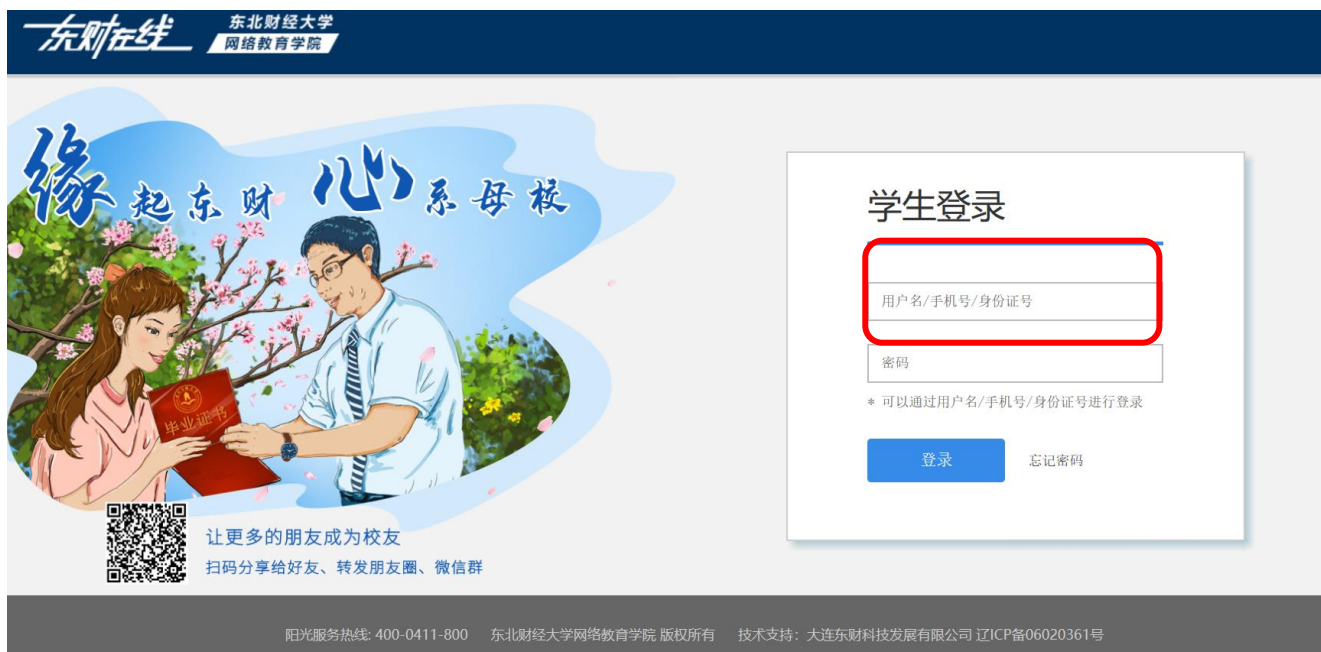 东财在线
东北财经大学
网络教育学院
缘起东财 心系母校
毕业证书
让更多的朋友成为校友
扫码分享给好友、转发朋友圈、微信群
学生登录
用户名/手机号/身份证号
密码
* 可以通过用户名/手机号/身份证号进行登录
登录 忘记密码
阳光服务热线: 400-0411-800 东北财经大学网络教育学院 版权所有 技术支持：大连东财科技发展有限公司 辽ICP备06020361号